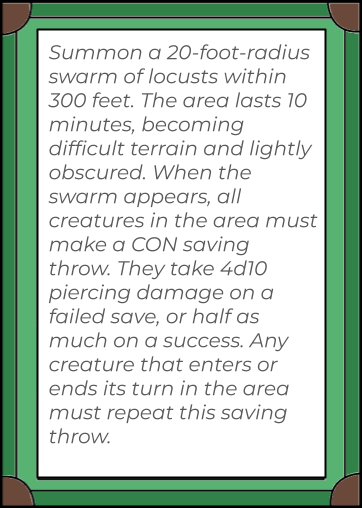 Summon a 20-foot-radius
swarm of locusts within
300 feet. The area lasts 10
minutes, becoming
difficult terrain and lightly
obscured. When the
swarm appears, all
creatures in the area must
make a CON saving
throw. They take 4d10
piercing damage on a
failed save, or half as
much on a success. Any
creature that enters or
ends its turn in the area
must repeat this saving
throw.